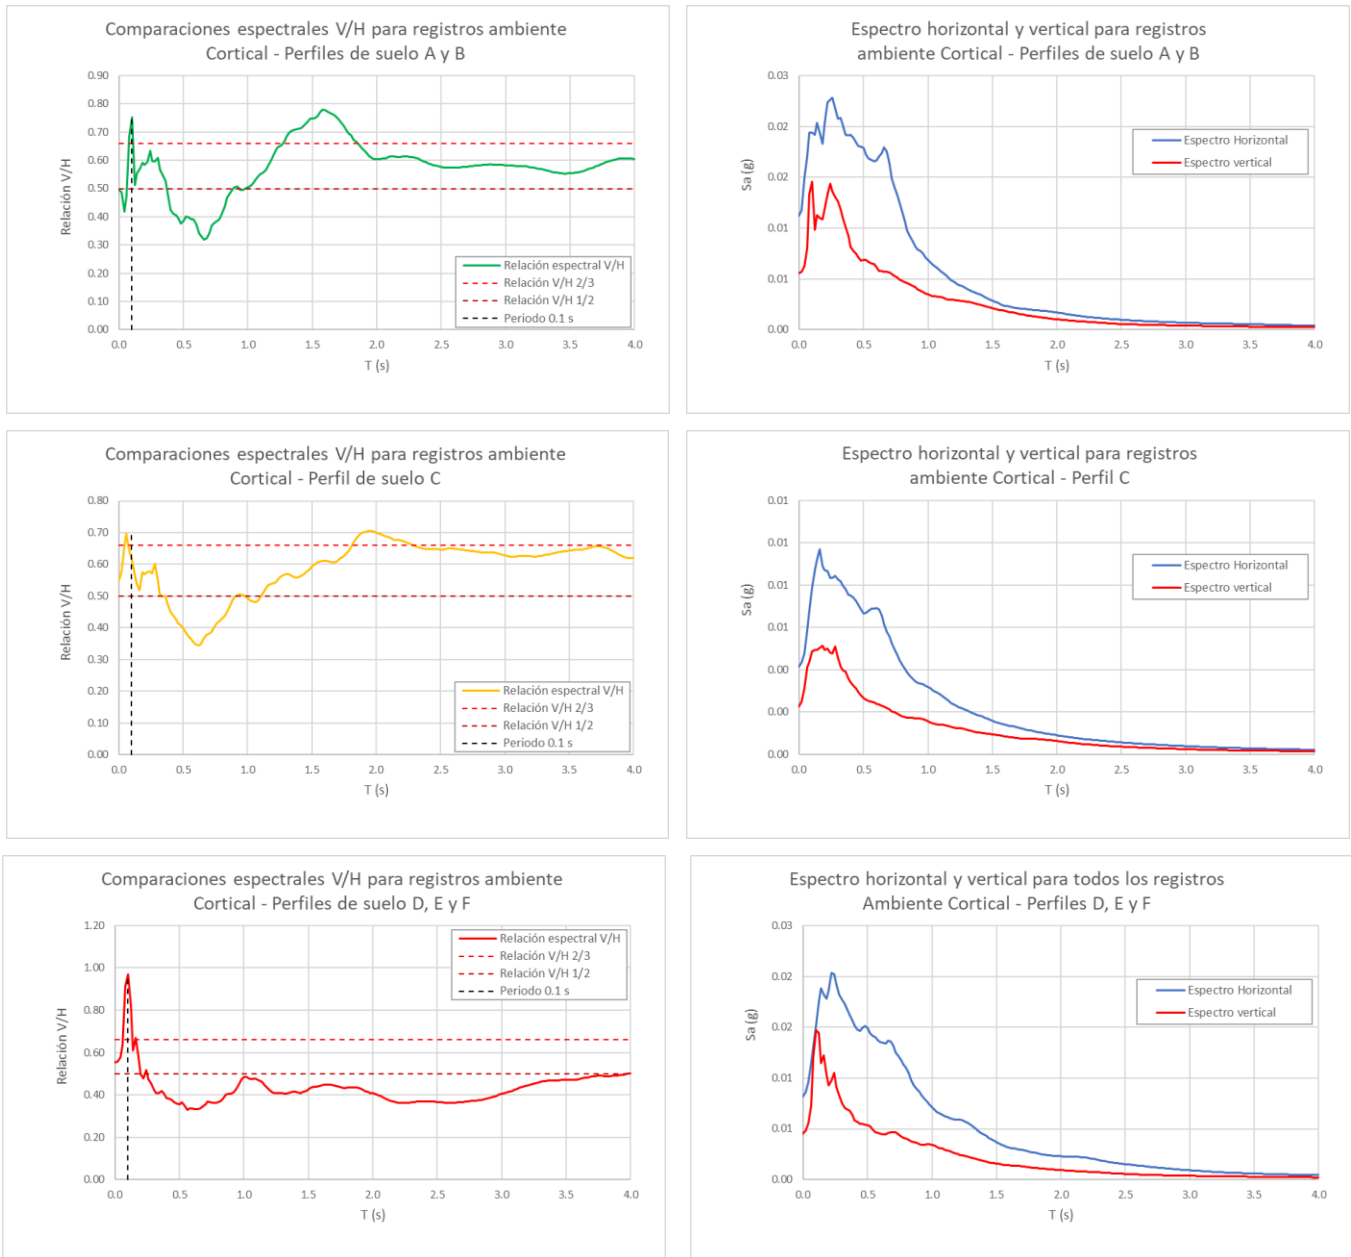 Comparaciones espectrales V/H para registros ambiente
Cortical - Perfiles de suelo A y B
Relación V/H
0.90
0.80
0.70
0.60
0.50
0.40
0.30
0.20
0.10
0.00
Relación espectral V/H
Relación V/H 2/3
Relación V/H 1/2
Periodo 0.1 s
0.0 0.5 1.0 1.5 2.0 2.5 3.0 3.5 4.0
T (s)
Espectro horizontal y vertical para registros
ambiente Cortical - Perfiles de suelo A y B
Sa (g)
0.03
0.02
0.02
0.01
0.01
0.00
Espectro Horizontal
Espectro vertical
0.0 0.5 1.0 1.5 2.0 2.5 3.0 3.5 4.0
T (s)
Comparaciones espectrales V/H para registros ambiente
Cortical - Perfil de suelo C
Relación V/H
0.80
0.70
0.60
0.50
0.40
0.30
0.20
0.10
0.00
Relación espectral V/H
Relación V/H 2/3
Relación V/H 1/2
Periodo 0.1 s
0.0 0.5 1.0 1.5 2.0 2.5 3.0 3.5 4.0
T (s)
Espectro horizontal y vertical para registros
ambiente Cortical - Perfil C
Sa (g)
0.01
0.01
0.01
0.01
0.00
0.00
0.00
Espectro Horizontal
Espectro vertical
0.0 0.5 1.0 1.5 2.0 2.5 3.0 3.5 4.0
T (s)
Comparaciones espectrales V/H para registros ambiente
Cortical - Perfiles de suelo D, E y F
Relación V/H
1.20
1.00
0.80
0.60
0.40
0.20
0.00
Relación espectral V/H
Relación V/H 2/3
Relación V/H 1/2
Periodo 0.1 s
0.0 0.5 1.0 1.5 2.0 2.5 3.0 3.5 4.0
T (s)
Espectro horizontal y vertical para todos los registros
Ambiente Cortical - Perfiles D, E y F
Sa (g)
0.03
0.02
0.02
0.01
0.01
0.00
Espectro Horizontal
Espectro vertical
0.0 0.5 1.0 1.5 2.0 2.5 3.0 3.5 4.0
T (s)